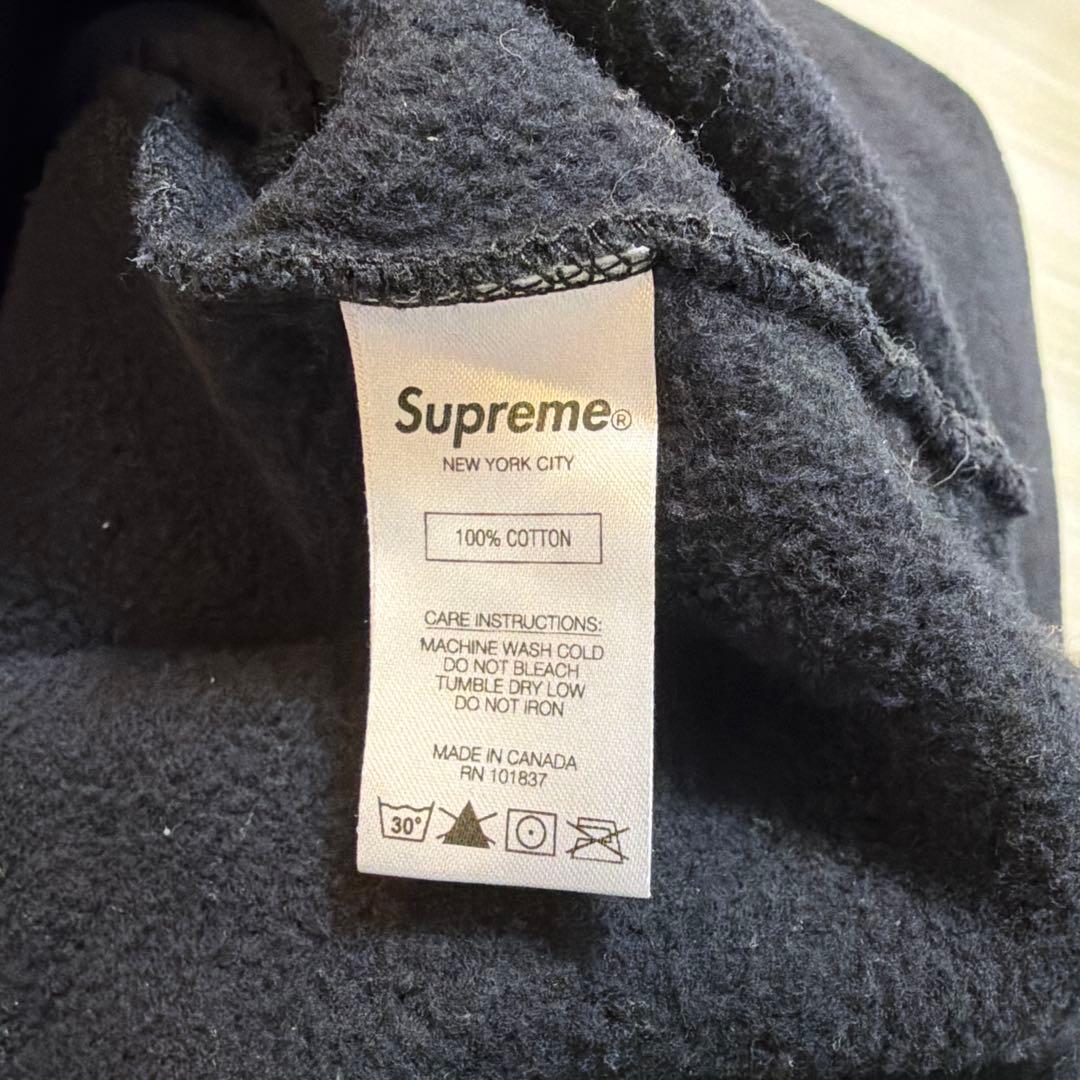 Supreme®
NEW YORK CITY
100% COTTON
CARE INSTRUCTIONS:
MACHINE WASH COLD
DO NOT BLEACH
TUMBLE DRY LOW
DO NOT IRON
MADE IN CANADA
RN 101837
30°